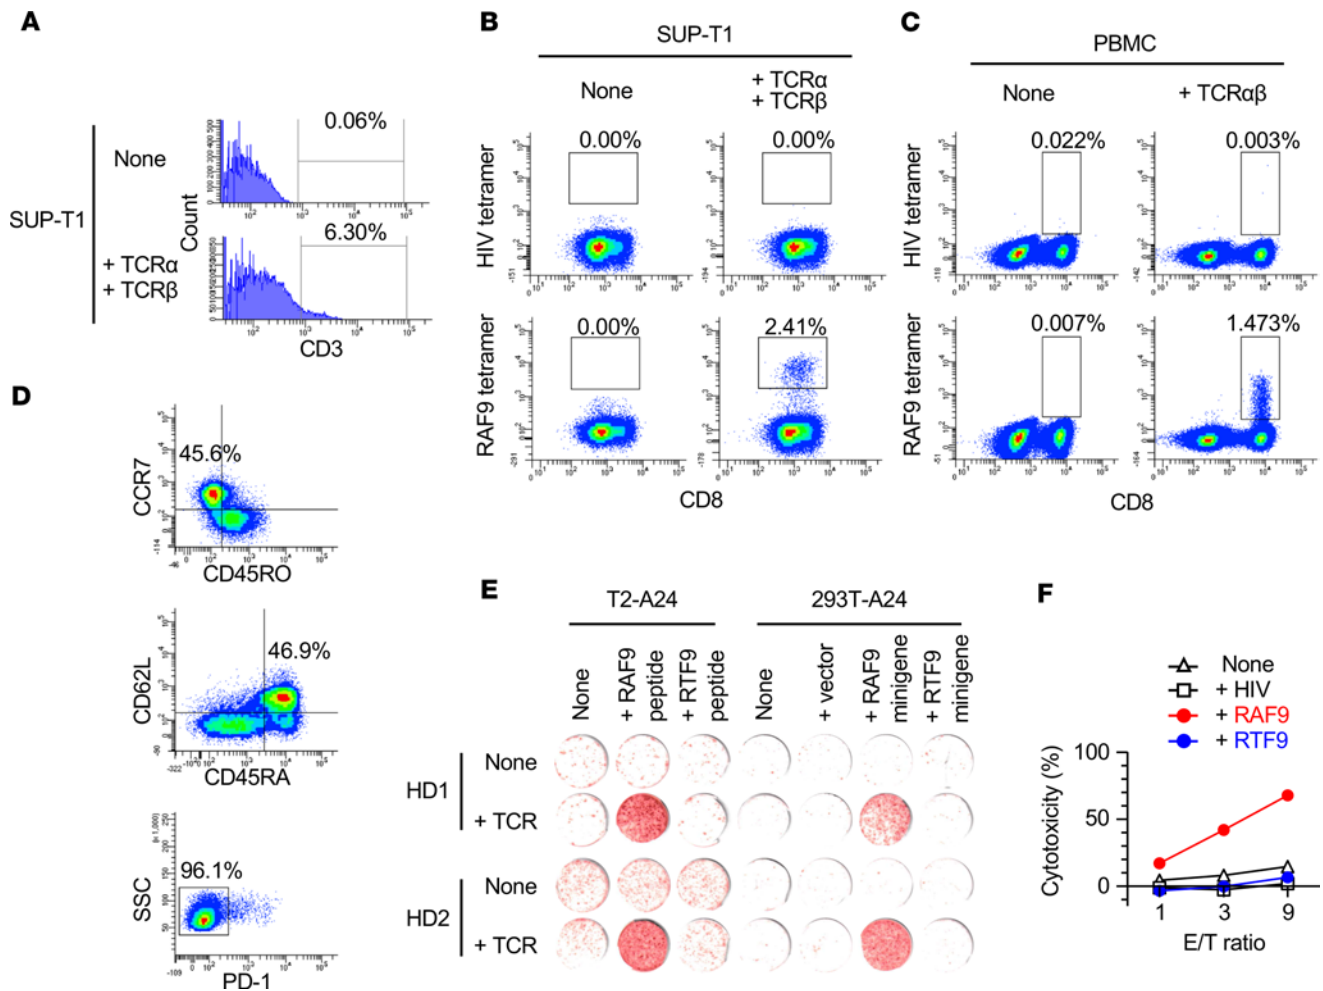 A
SUP-T1
None
0.06%
+ TCRα
+ TCRβ
6.30%
Count
CD3
B
SUP-T1
None
+ TCRα
+ TCRβ
HIV tetramer
0.00%
0.00%
RAF9 tetramer
0.00%
2.41%
CD8
C
PBMC
None
+ TCRαβ
HIV tetramer
0.022%
0.003%
RAF9 tetramer
0.007%
1.473%
CD8
D
CCR7
45.6%
CD45RO
CD62L
46.9%
CD45RA
SSC
96.1%
PD-1
E
T2-A24
293T-A24
None
+ RAF9
peptide
+ RTF9
peptide
None
+ vector
+ RAF9
minigene
+ RTF9
minigene
HD1
None
+ TCR
HD2
None
+ TCR
F
None
+ HIV
+ RAF9
+ RTF9
Cytotoxicity (%)
100
50
0
1 3 9
E/T ratio